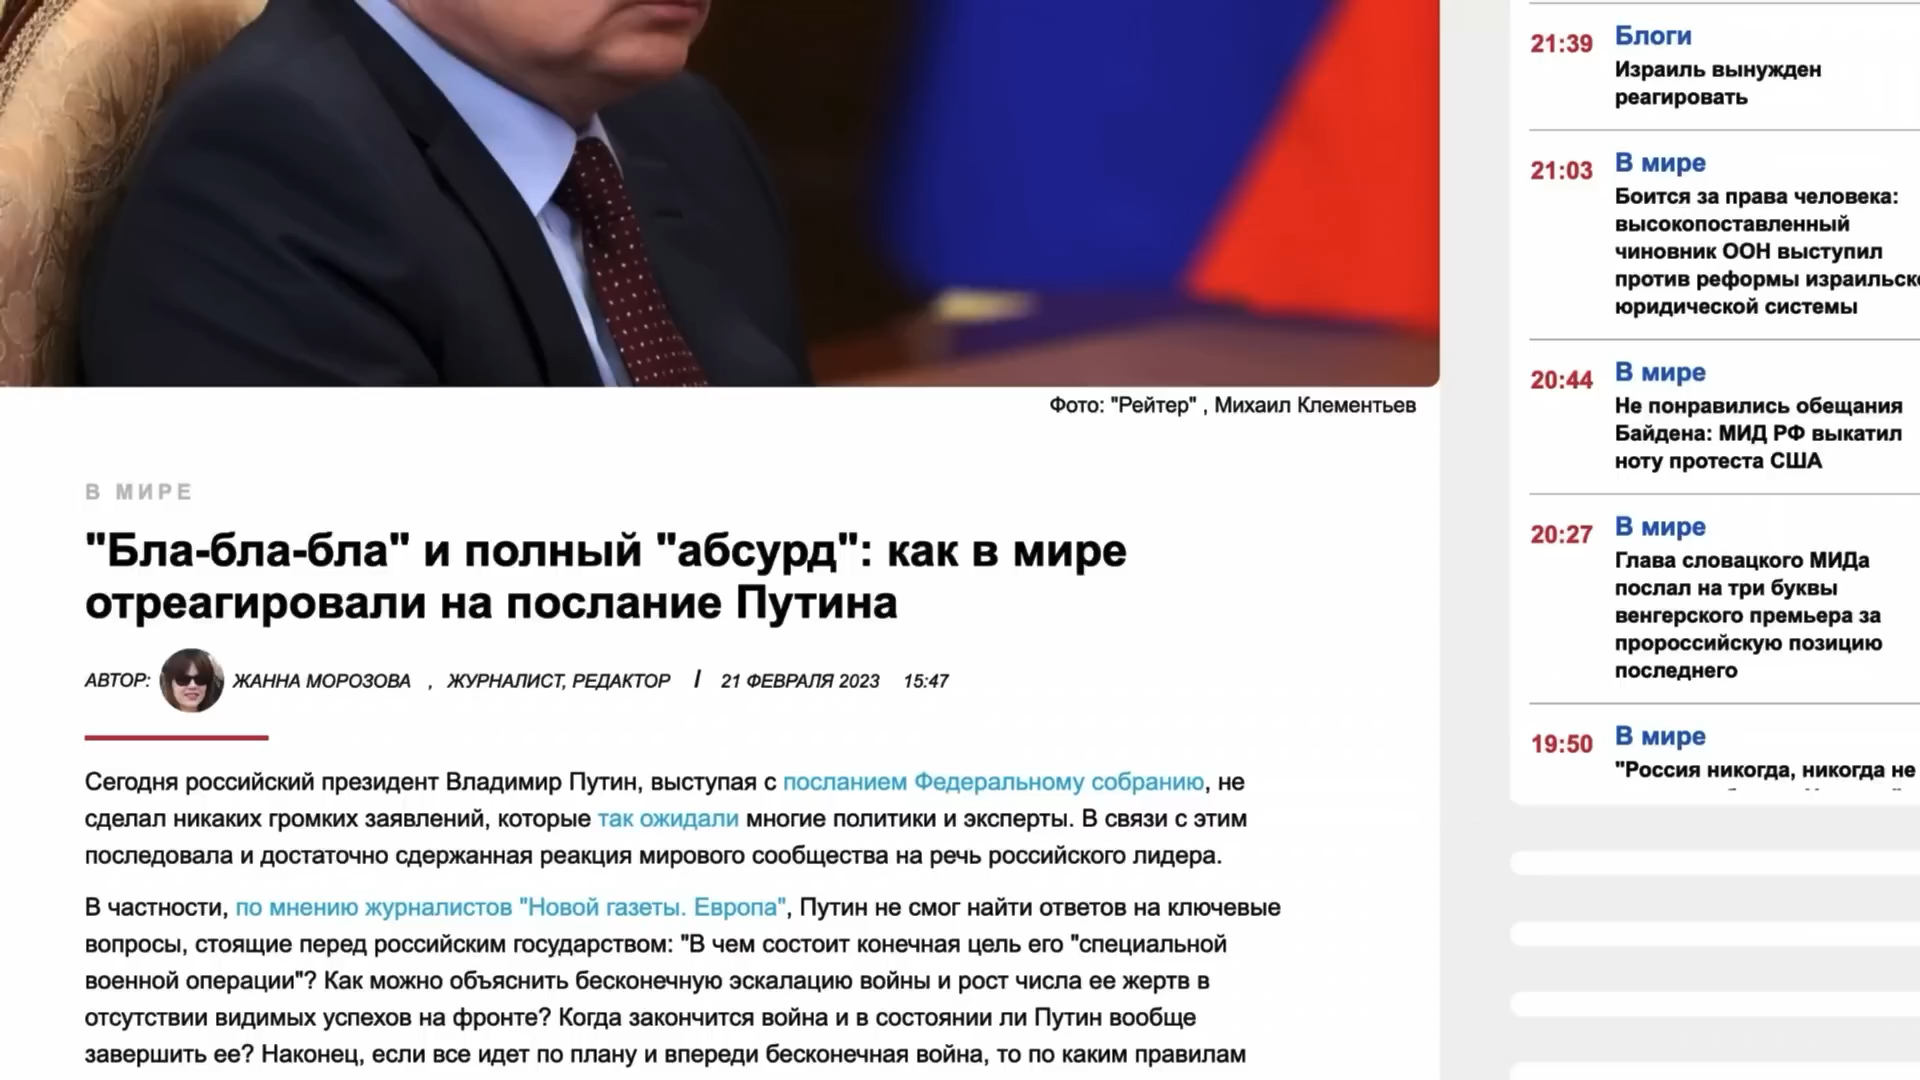 Фото: "Рейтер" , Михаил Клементьев
В МИРЕ
"Бла-бла-бла" и полный "абсурд": как в мире
отреагировали на послание Путина
АВТОР: ЖАННА МОРОЗОВА , ЖУРНАЛИСТ, РЕДАКТОР / 21 ФЕВРАЛЯ 2023 15:47
Сегодня российский президент Владимир Путин, выступая с посланием Федеральному собранию, не
сделал никаких громких заявлений, которые так ожидали многие политики и эксперты. В связи с этим
последовала и достаточно сдержанная реакция мирового сообщества на речь российского лидера.
В частности, по мнению журналистов "Новой газеты. Европа", Путин не смог найти ответов на ключевые
вопросы, стоящие перед российским государством: "В чем состоит конечная цель его "специальной
военной операции"? Как можно объяснить бесконечную эскалацию войны и рост числа ее жертв в
отсутствии видимых успехов на фронте? Когда закончится война и в состоянии ли Путин вообще
завершить ее? Наконец, если все идет по плану и впереди бесконечная война, то по каким правилам
21:39 Блоги
Израиль вынужден
реагировать
21:03 В мире
Боится за права человека:
высокопоставленный
чиновник ООН выступил
против реформы израильско
юридической системы
20:44 В мире
Не понравились обещания
Байдена: МИД РФ выкатил
ноту протеста США
20:27 В мире
Глава словацкого МИДа
послал на три буквы
венгерского премьера за
пророссийскую позицию
последнего
19:50 В мире
"Россия никогда, никогда не